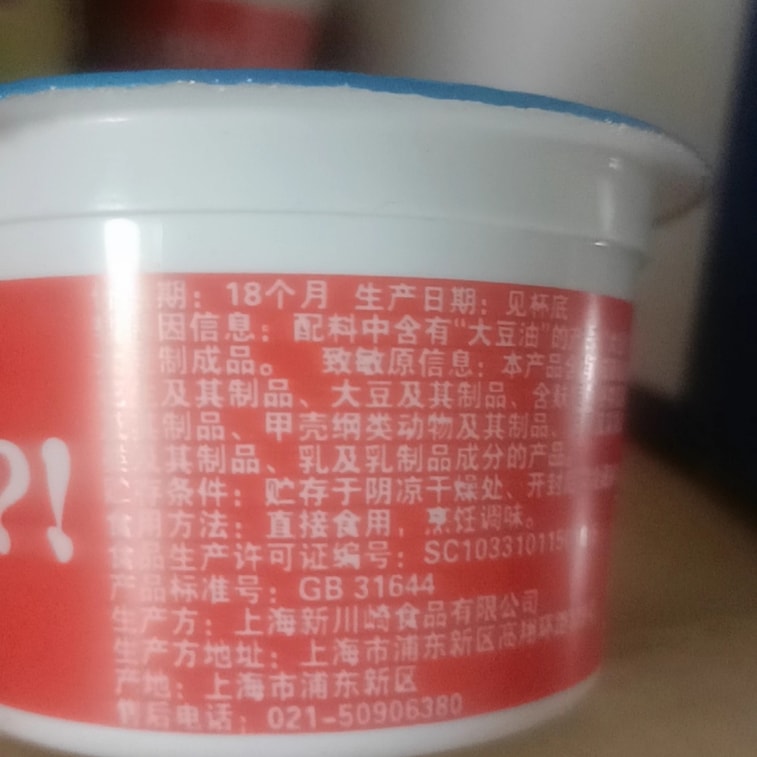 期：18个月 生产日期：见杯底
因信息：配料中含有“大豆油”的
制成品。 致敏原信息：本产品
及其制品、大豆及其制品、含麸
制品、甲壳纲类动物及其制品、
其制品、乳及乳制品成分的产品
条件：贮存于阴凉干燥处、开封
食用方法：直接食用，烹饪调味。
食品生产许可证编号：SC103310115
产品标准号：GB 31644
生产方：上海新川崎食品有限公司
生产方地址：上海市浦东新区高翔环
产地：上海市浦东新区
售后电话：021-50906380
?!